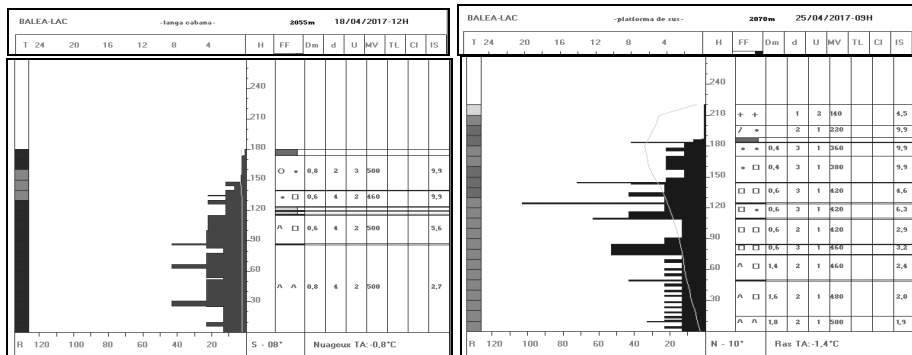 BALEA-LAC -langa cabana- 2055m 18/04/2017-12H
T 24 20 16 12 8 4 H FF Dm d U MV TL CI IS
240
210
180
O • 0,8 2 3 500 9,9
150
• □ 0,6 4 2 460 9,9
120
^ □ 0,6 4 2 500 5,6
90
60
^ ^ 0,8 4 2 500 2,7
30
R 120 100 80 60 40 20 S - 08° Nuageux TA:-0,8°C
BALEA-LAC -platforma de sus- 2070m 25/04/2017-09H
T 24 20 16 12 8 4 H FF Dm d U MV TL CI IS
240
210
+ + 1 2 140 4,5
/ • 2 1 220 9,9
180
• • 0,4 3 1 360 9,9
• □ 0,4 3 1 380 9,9
150
□ □ 0,6 3 1 420 4,6
120
□ • 0,6 3 1 420 6,3
□ □ 0,6 2 1 420 2,9
90
□ □ 0,6 3 1 460 3,2
60
^ □ 1,4 2 1 460 2,4
^ □ 1,6 2 1 480 2,0
30
^ ^ 1,8 2 1 500 1,9
R 120 100 80 60 40 20 N - 10° Ras TA:-1,4°C